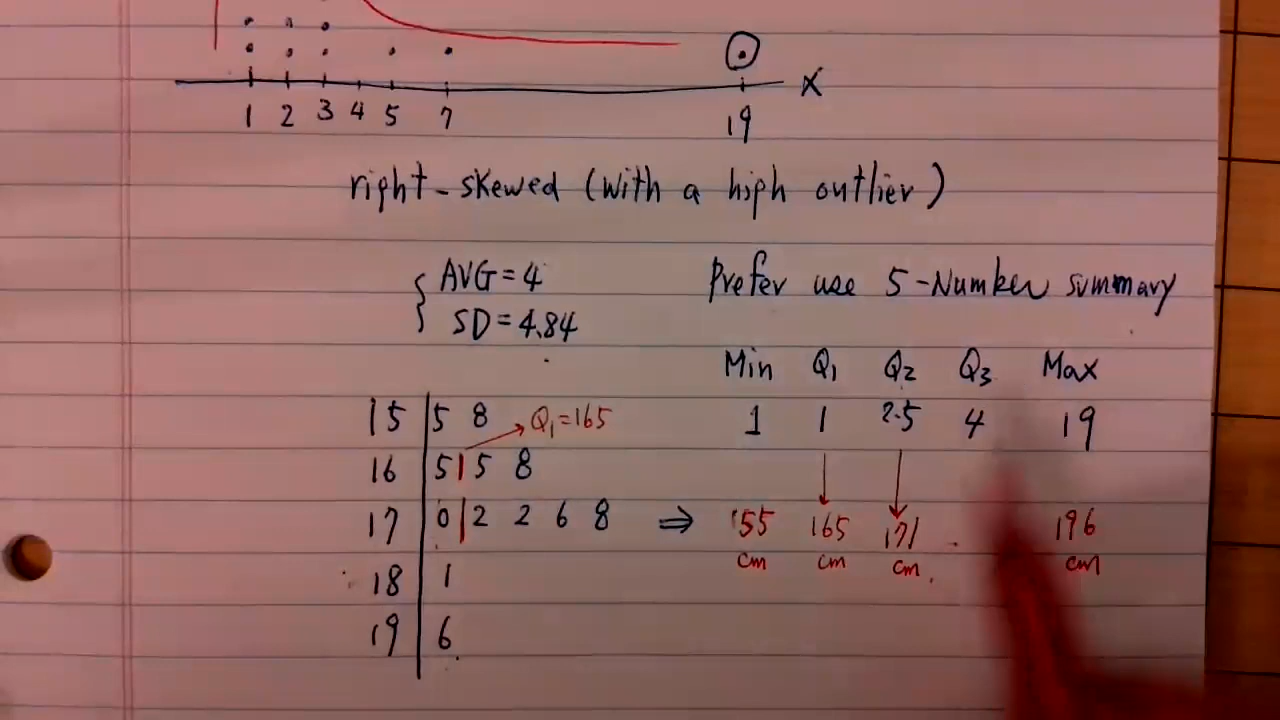 1 2 3 4 5 7 19 X
right-skewed (with a high outlier)
{ AVG = 4
SD = 4.84
Prefer use 5-Number summary
Min Q1 Q2 Q3 Max
1 1 2.5 4 19
155 cm 165 cm 171 cm. 196 cm
15 | 5 8 Q1=165
16 | 5 | 5 8
17 | 0 | 2 2 6 8 ⇒
18 | 1
19 | 6